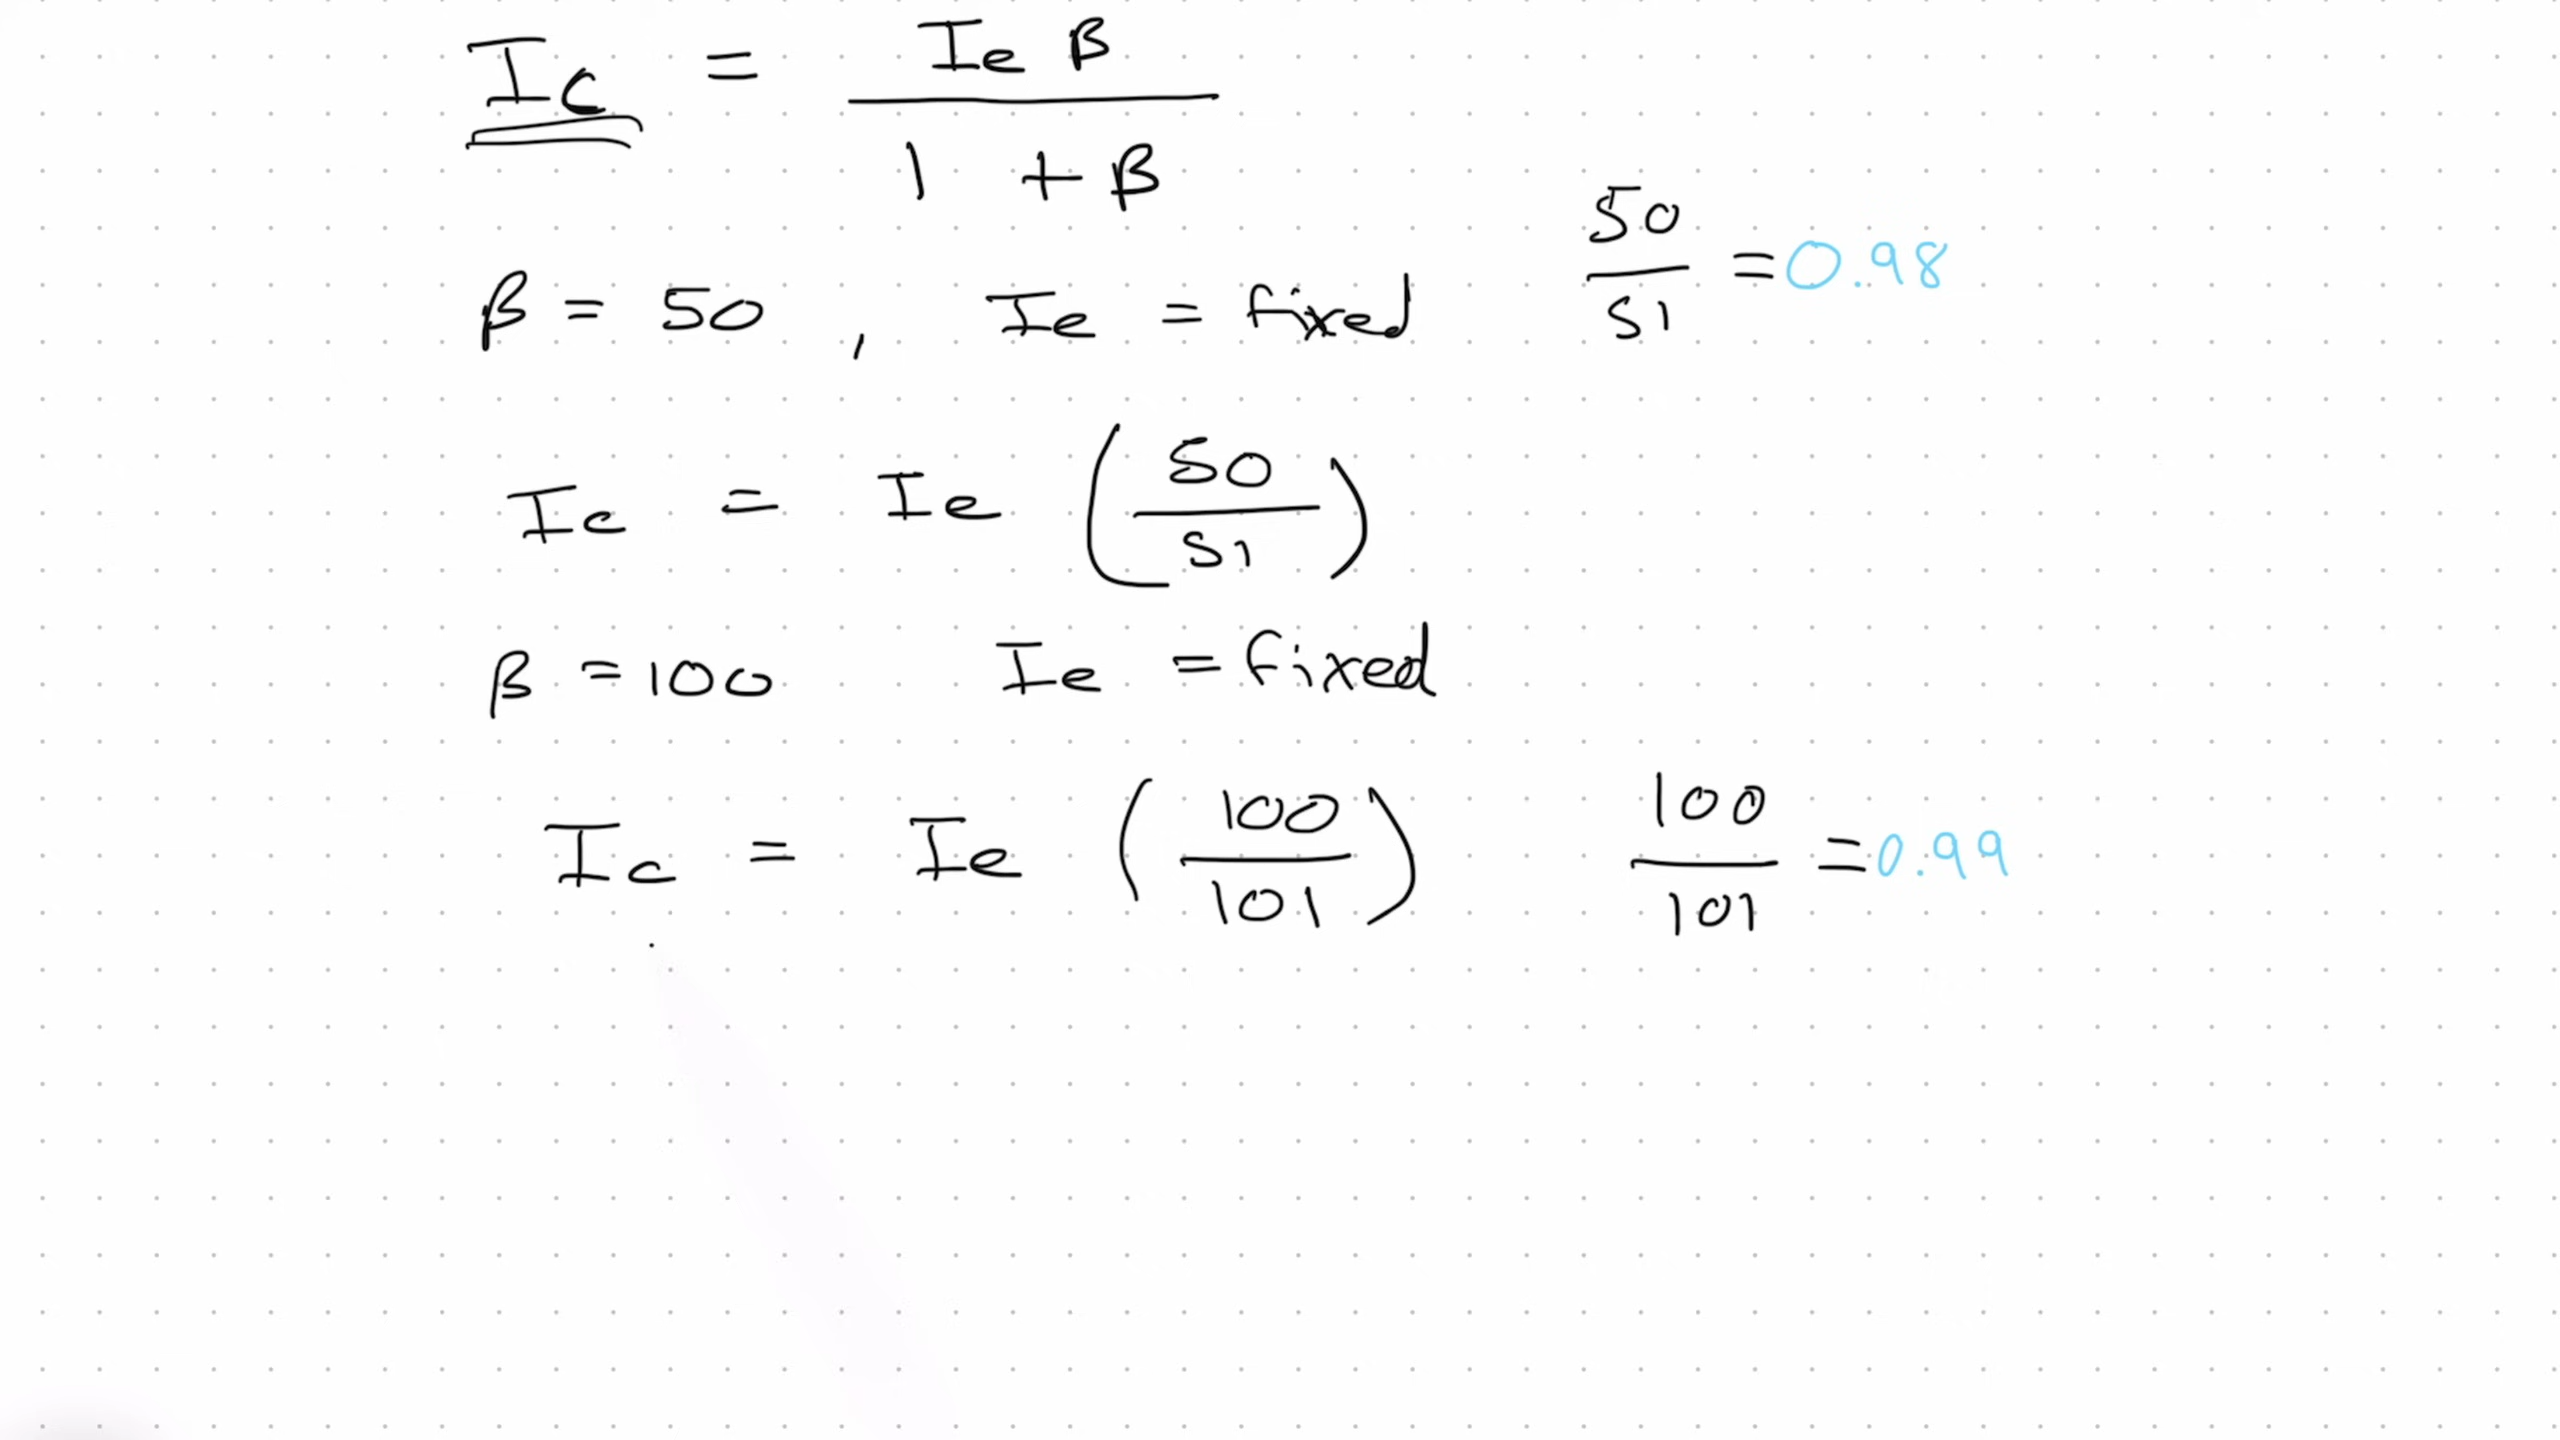 Ic = Ie β / 1 + β
β = 50 , Ie = fixed 50/51 = 0.98
Ic = Ie (50/51)
β = 100 Ie = fixed
Ic = Ie (100/101) 100/101 = 0.99